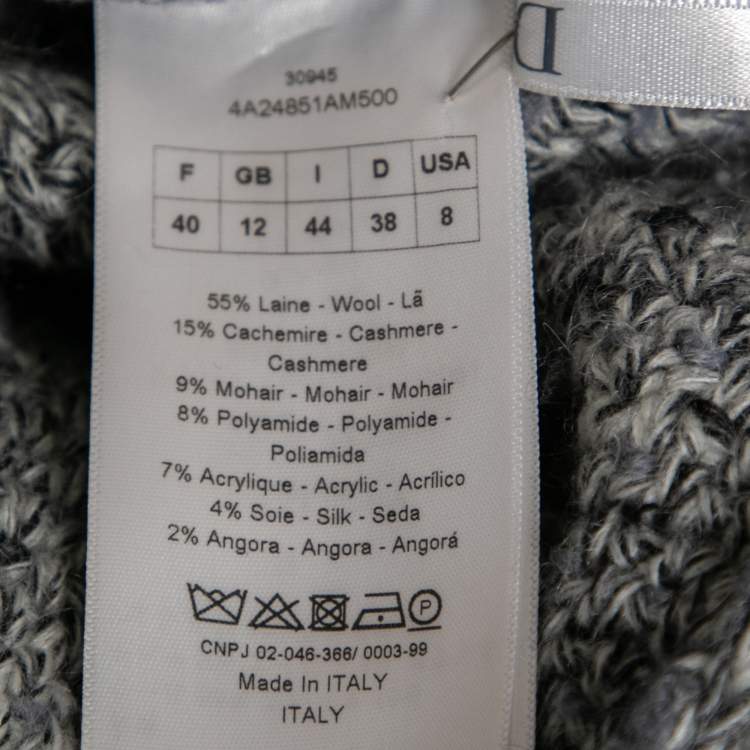 D
30945
4A24851AM500
F GB I D USA
40 12 44 38 8
55% Laine - Wool - Lã
15% Cachemire - Cashmere -
Cashmere
9% Mohair - Mohair - Mohair
8% Polyamide - Polyamide -
Poliamida
7% Acrylique - Acrylic - Acrílico
4% Soie - Silk - Seda
2% Angora - Angora - Angorá
P
CNPJ 02-046-366/ 0003-99
Made In ITALY
ITALY